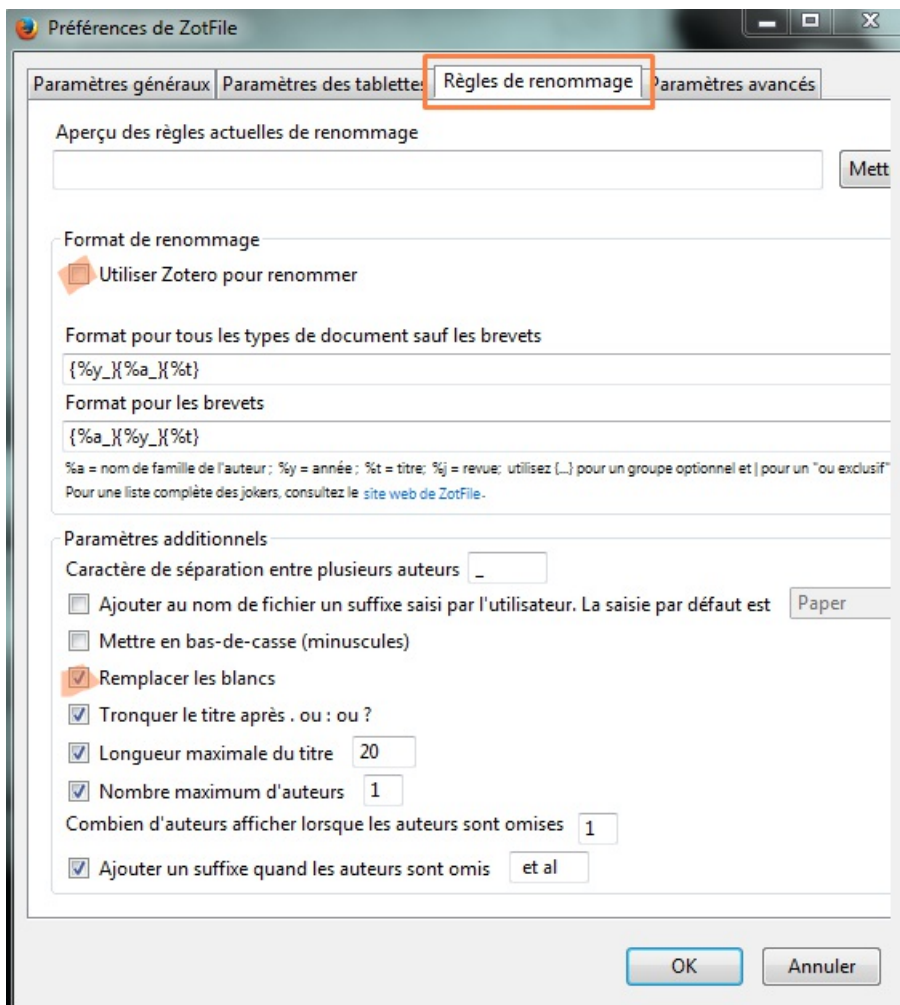 Préférences de ZotFile
Paramètres généraux Paramètres des tablettes Règles de renommage Paramètres avancés
Aperçu des règles actuelles de renommage
Mett
Format de renommage
Utiliser Zotero pour renommer
Format pour tous les types de document sauf les brevets
{%y_}{%a_}{%t}
Format pour les brevets
{%a_}{%y_}{%t}
%a = nom de famille de l'auteur ; %y = année ; %t = titre; %j = revue; utilisez {...} pour un groupe optionnel et | pour un "ou exclusif"
Pour une liste complète des jokers, consultez le site web de ZotFile.
Paramètres additionnels
Caractère de séparation entre plusieurs auteurs _
Ajouter au nom de fichier un suffixe saisi par l'utilisateur. La saisie par défaut est Paper
Mettre en bas-de-casse (minuscules)
Remplacer les blancs
Tronquer le titre après . ou : ou ?
Longueur maximale du titre 20
Nombre maximum d'auteurs 1
Combien d'auteurs afficher lorsque les auteurs sont omises 1
Ajouter un suffixe quand les auteurs sont omis et al
OK Annuler